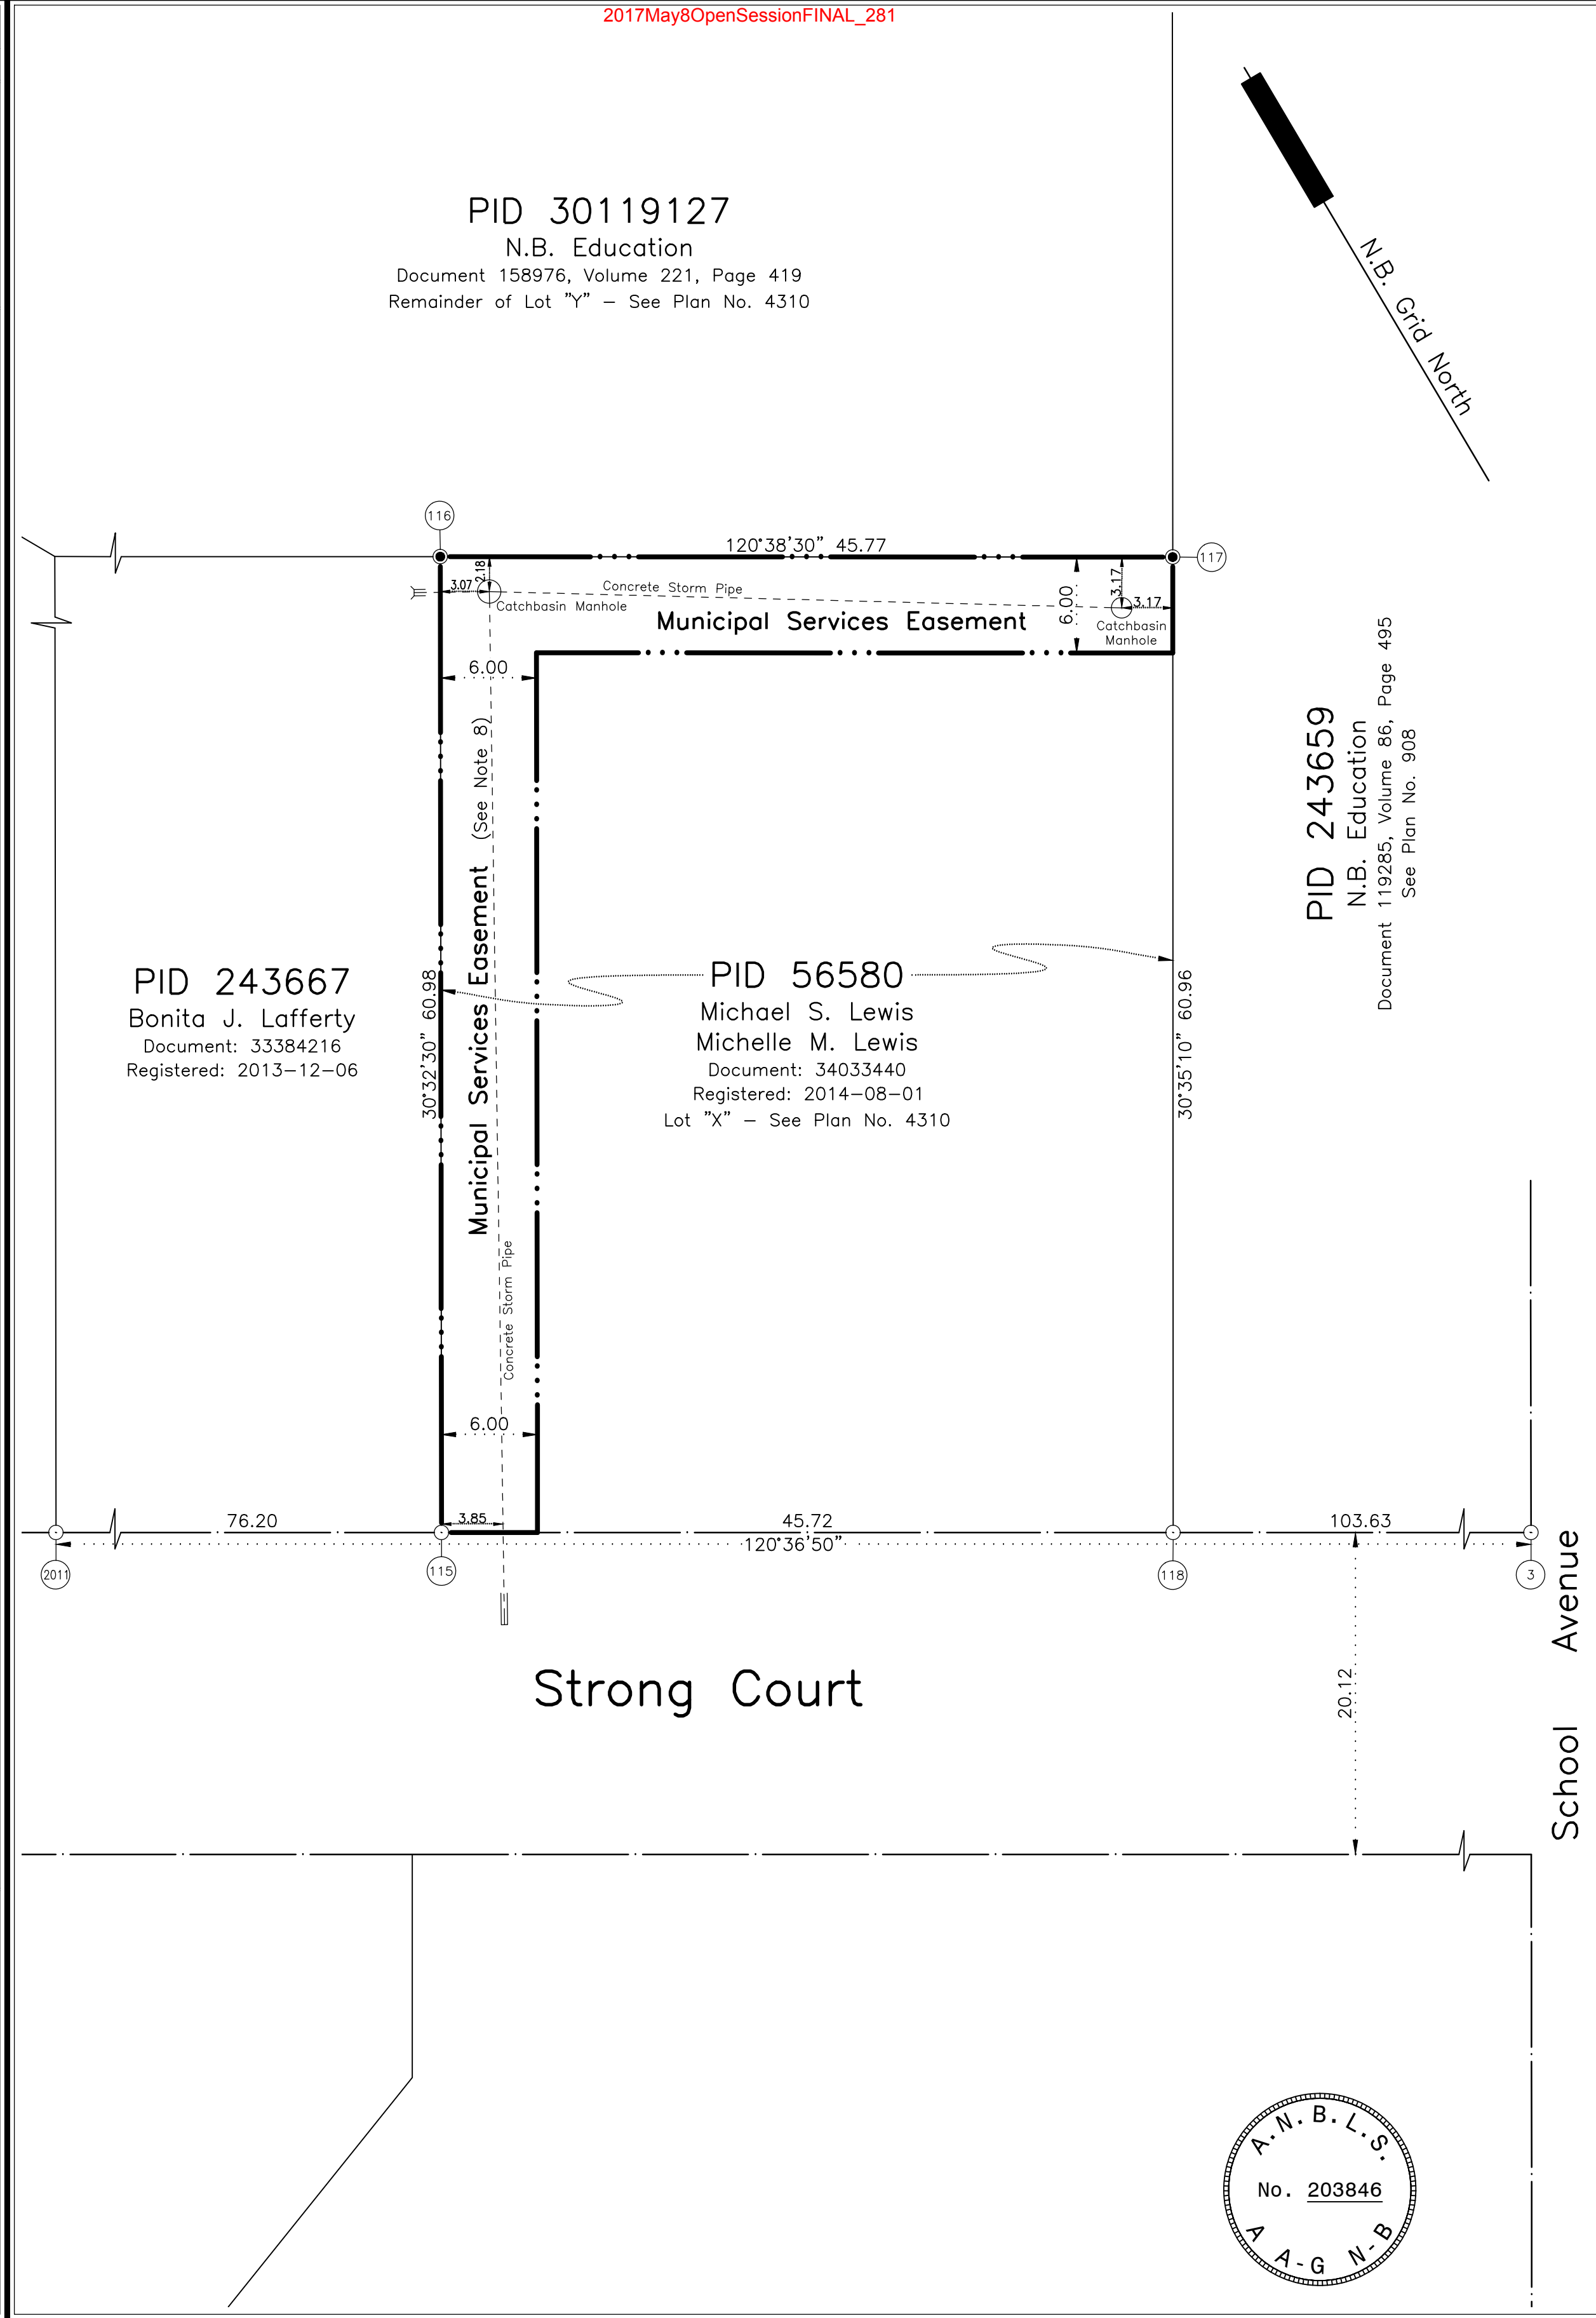 2017May8OpenSessionFINAL_281
PID 30119127
N.B. Education
Document 158976, Volume 221, Page 419
Remainder of Lot "Y" – See Plan No. 4310
N.B. Grid North
116
120°38'30" 45.77
117
3.07
2.18
Concrete Storm Pipe
Catchbasin Manhole
Municipal Services Easement
6.00
3.17
3.17
Catchbasin
Manhole
6.00
Municipal Services Easement (See Note 8)
Concrete Storm Pipe
PID 243659
N.B. Education
Document 119285, Volume 86, Page 495
See Plan No. 908
PID 243667
Bonita J. Lafferty
Document: 33384216
Registered: 2013–12–06
30°32'30" 60.98
PID 56580
Michael S. Lewis
Michelle M. Lewis
Document: 34033440
Registered: 2014–08–01
Lot "X" – See Plan No. 4310
30°35'10" 60.96
6.00
76.20
3.85
45.72
103.63
120°36'50"
2011
115
118
3
Strong Court
20.12
School Avenue
A.N.B.L.S.
No. 203846
A A-G N-B